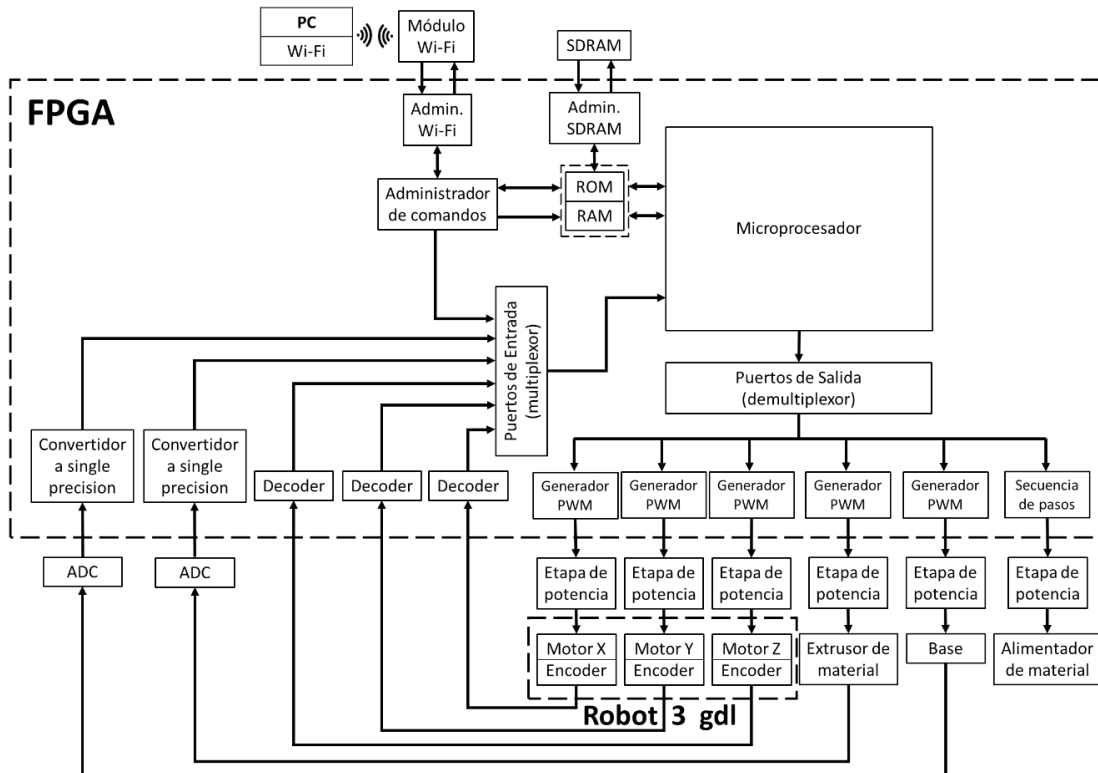 PC
Wi-Fi
Módulo
Wi-Fi
SDRAM
FPGA
Admin.
Wi-Fi
Admin.
SDRAM
Administrador
de comandos
ROM
RAM
Microprocesador
Puertos de Entrada
(multiplexor)
Puertos de Salida
(demultiplexor)
Convertidor
a single
precision
Convertidor
a single
precision
Decoder
Decoder
Decoder
Generador
PWM
Generador
PWM
Generador
PWM
Generador
PWM
Generador
PWM
Secuencia
de pasos
ADC
ADC
Etapa de
potencia
Etapa de
potencia
Etapa de
potencia
Etapa de
potencia
Etapa de
potencia
Etapa de
potencia
Motor X
Encoder
Motor Y
Encoder
Motor Z
Encoder
Extrusor de
material
Base
Alimentador
de material
Robot 3 gdl